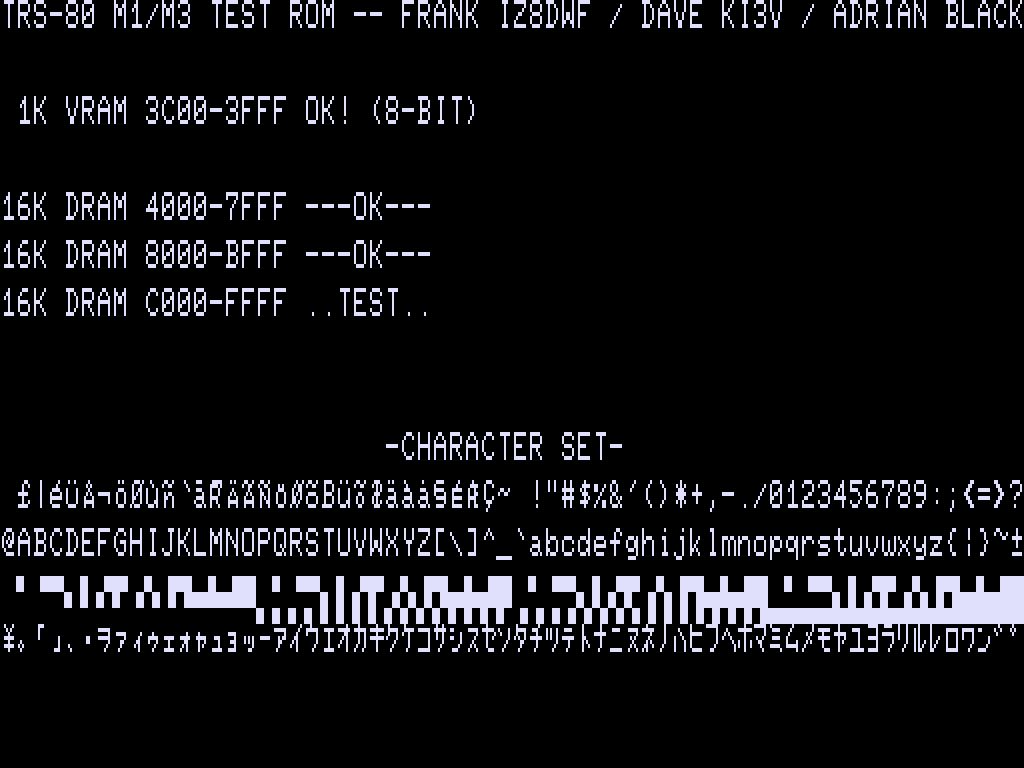 TRS-80 M1/M3 TEST ROM -- FRANK IZ8DWF / DAVE KI3V / ADRIAN BLACK
1K VRAM 3C00-3FFF OK! (8-BIT)
16K DRAM 4000-7FFF ---OK---
16K DRAM 8000-BFFF ---OK---
16K DRAM C000-FFFF ..TEST..
-CHARACTER SET-
!"#$%&'()*+,-./0123456789:;<=>?
@ABCDEFGHIJKLMNOPQRSTUVWXYZ[\]^_`abcdefghijklmnopqrstuvwxyz{¦}~±
¥。「」、・ヲァィゥェォャュョッーアイウエオカキクケコサシスセソタチツテトナニヌネノハヒフヘホマミムメモヤユヨラリルレロワン゛゜